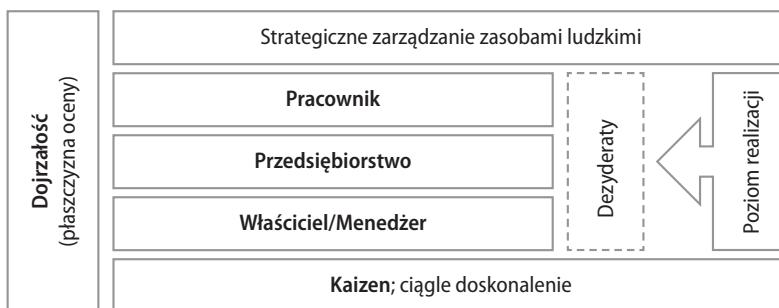 Dojrzałość
(płaszczyzna oceny)
Strategiczne zarządzanie zasobami ludzkimi
Pracownik
Przedsiębiorstwo
Właściciel/Menedżer
Dezyderaty
Poziom realizacji
Kaizen; ciągłe doskonalenie